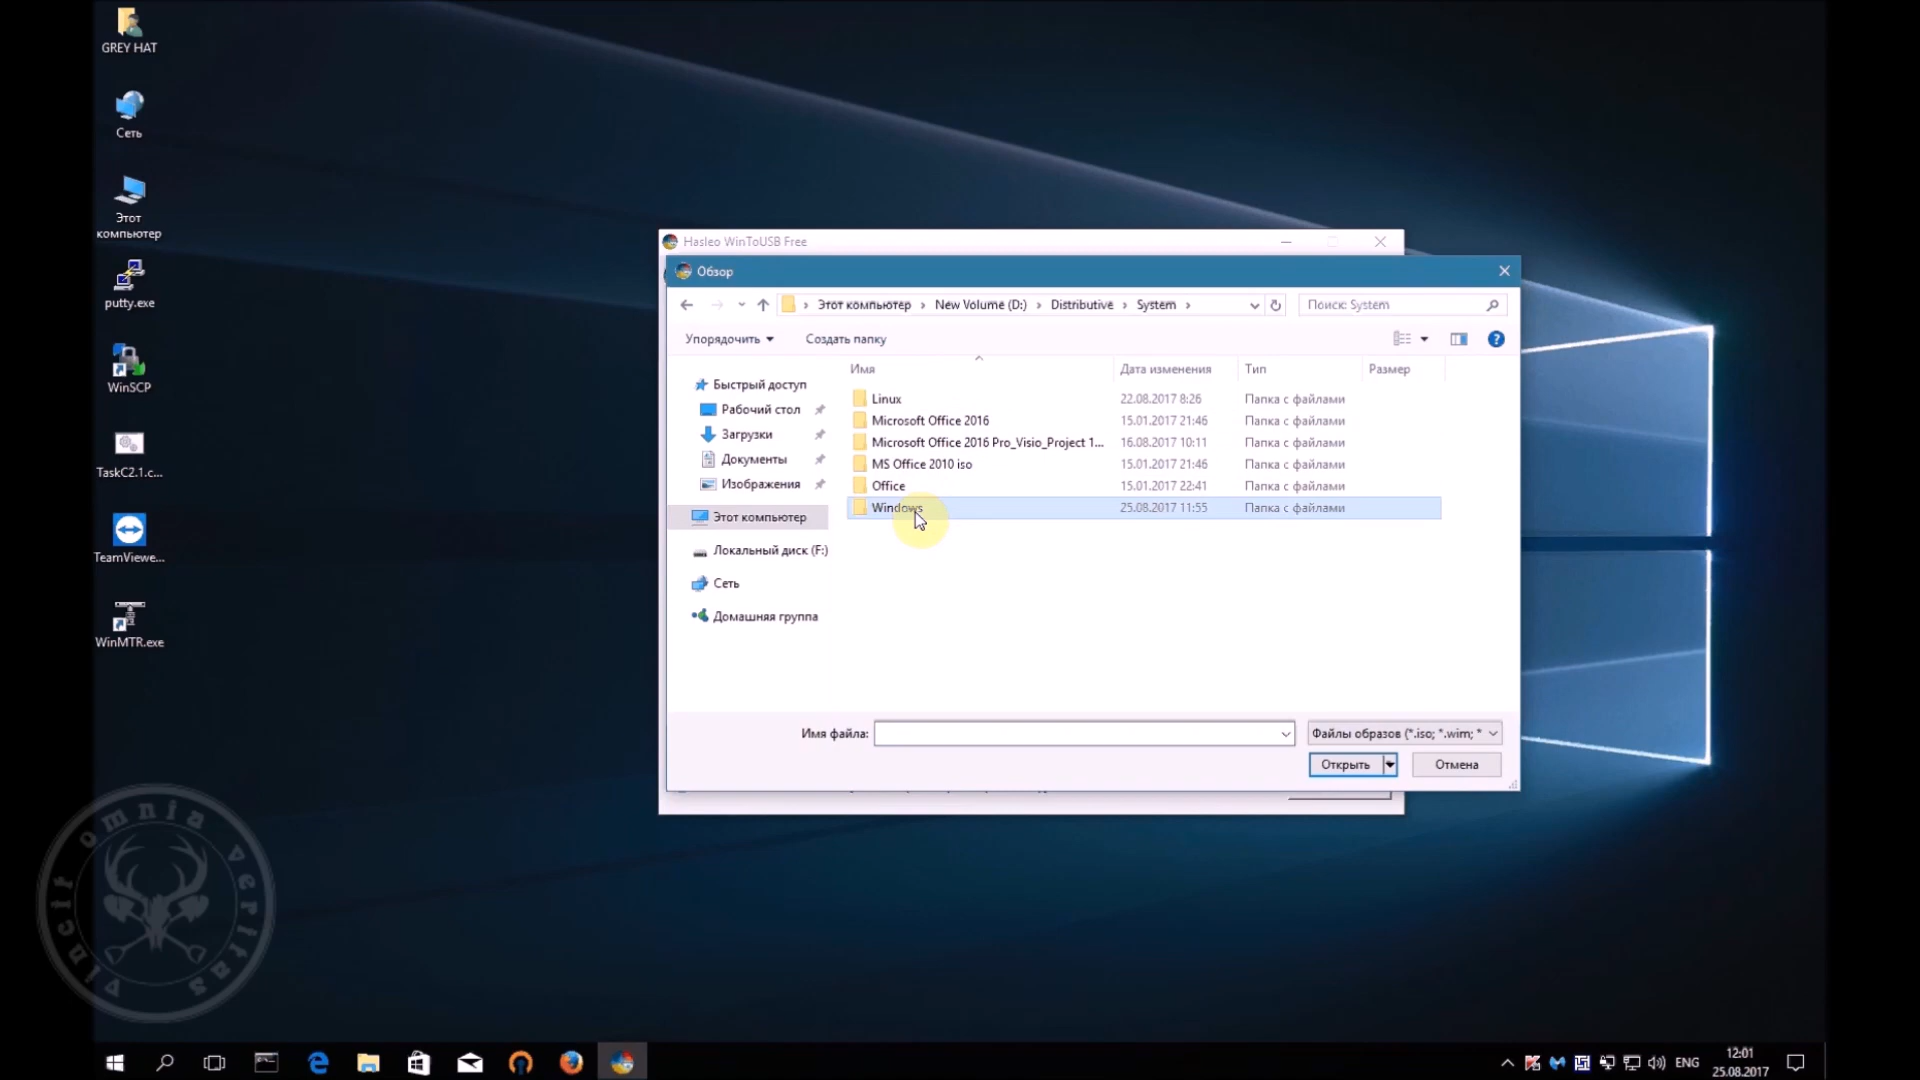 GREY HAT
Сеть
Этот
компьютер
putty.exe
WinSCP
TaskC2.1.c...
TeamViewe...
WinMTR.exe
Hasleo WinToUSB Free
Обзор
Этот компьютер › New Volume (D:) › Distributive › System ›
Поиск: System
Упорядочить
Создать папку
Имя
Дата изменения
Тип
Размер
Быстрый доступ
Рабочий стол
Загрузки
Документы
Изображения
Этот компьютер
Локальный диск (F:)
Сеть
Домашняя группа
Linux 22.08.2017 8:26 Папка с файлами
Microsoft Office 2016 15.01.2017 21:46 Папка с файлами
Microsoft Office 2016 Pro_Visio_Project 1... 16.08.2017 10:11 Папка с файлами
MS Office 2010 iso 15.01.2017 21:46 Папка с файлами
Office 15.01.2017 22:41 Папка с файлами
Windows 25.08.2017 11:55 Папка с файлами
Имя файла:
Файлы образов (*.iso; *.wim; *
Открыть
Отмена
vincit omnia veritas
ENG
12:01
25.08.2017